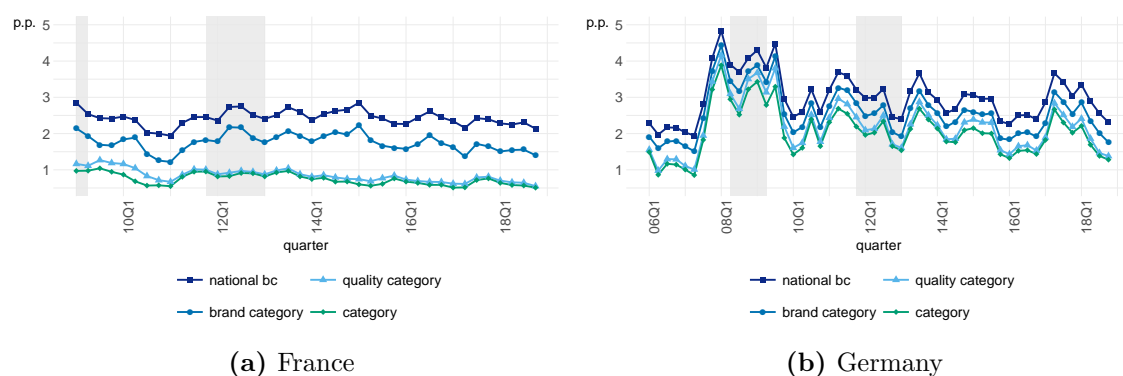 p.p.
5
4
3
2
1
10Q1
12Q1
14Q1
16Q1
18Q1
quarter
national bc
quality category
brand category
category
(a) France
p.p.
5
4
3
2
1
06Q1
08Q1
10Q1
12Q1
14Q1
16Q1
18Q1
quarter
national bc
quality category
brand category
category
(b) Germany